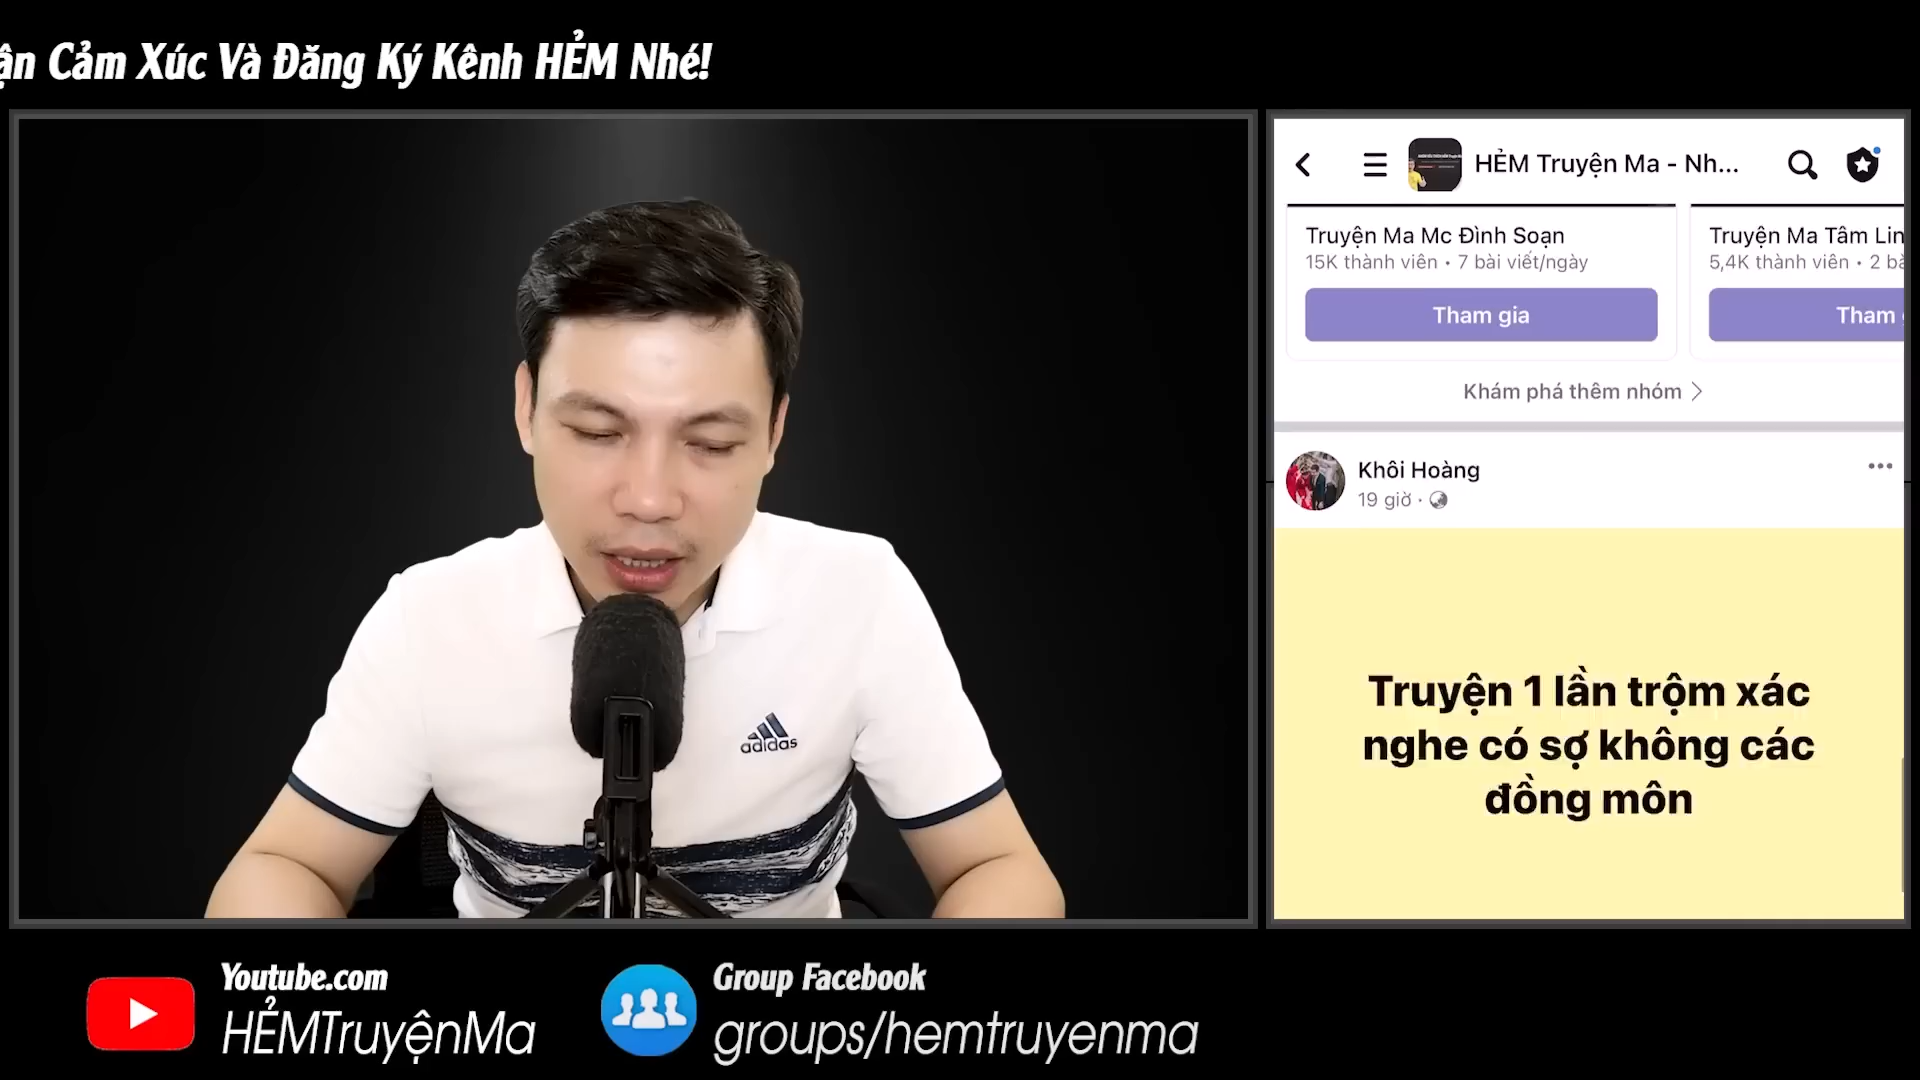 Cảm Xúc Và Đăng Ký Kênh HẺM Nhé!
HẺM Truyện Ma - Nh...
Truyện Ma Mc Đình Soạn
15K thành viên • 7 bài viết/ngày
Tham gia
Truyện Ma Tâm Lin
5,4K thành viên • 2 bà
Tham
Khám phá thêm nhóm
Khôi Hoàng
19 giờ ·
Truyện 1 lần trộm xác
nghe có sợ không các
đồng môn
adidas
Youtube.com
HẺMTruyệnMa
Group Facebook
groups/hemtruyenma